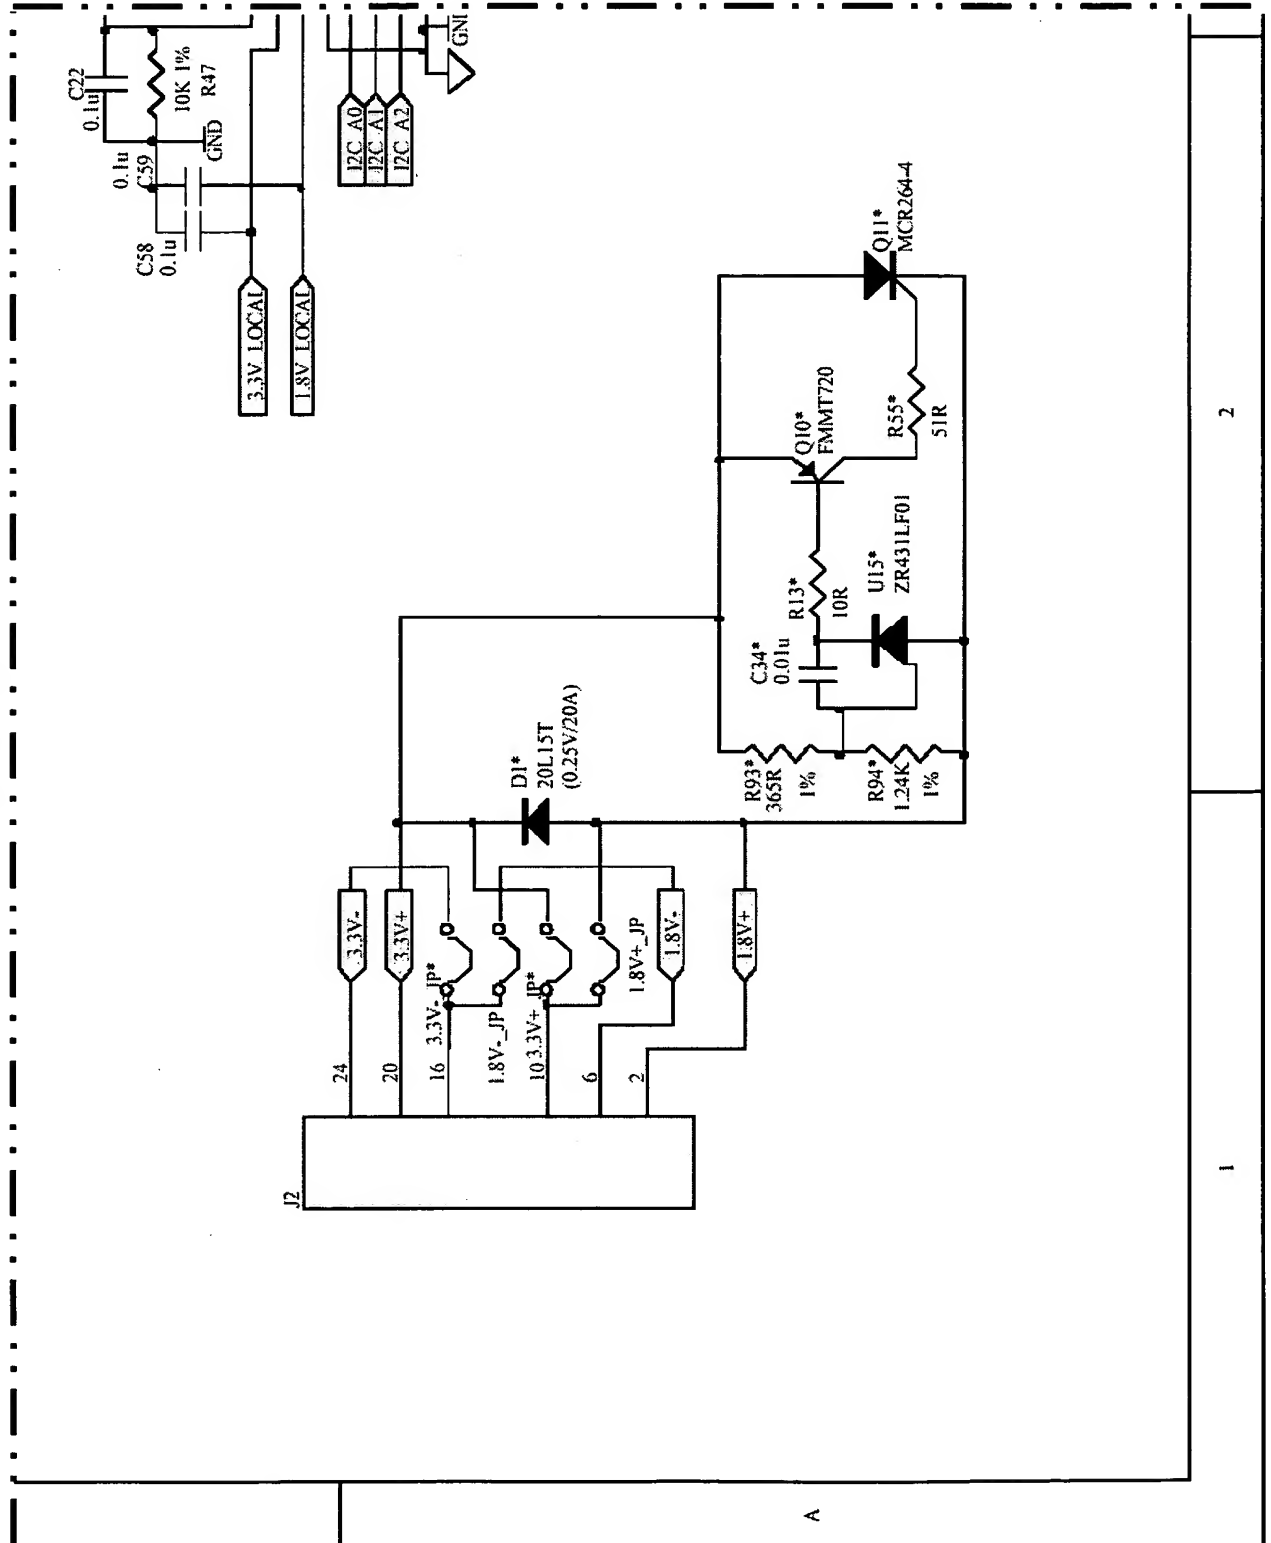 C22
0.1u
10K 1%
R47
GND
0.1u
C59
C58
0.1u
3.3V_LOCAL
1.8V_LOCAL
I2C_A0
I2C_A1
I2C_A2
Q11*
MCR264-4
Q10*
FMMT720
R55*
51R
R13*
10R
U15*
ZR431LF01
C34*
0.01u
R93*
365R
1%
R94*
1.24K
1%
D1*
20L15T
(0.25V/20A)
3.3V-
3.3V+
3.3V-_JP*
1.8V-_JP
3.3V+_JP*
1.8V+_JP
1.8V-
1.8V+
24
20
16
10
6
2
J2
2
1
A